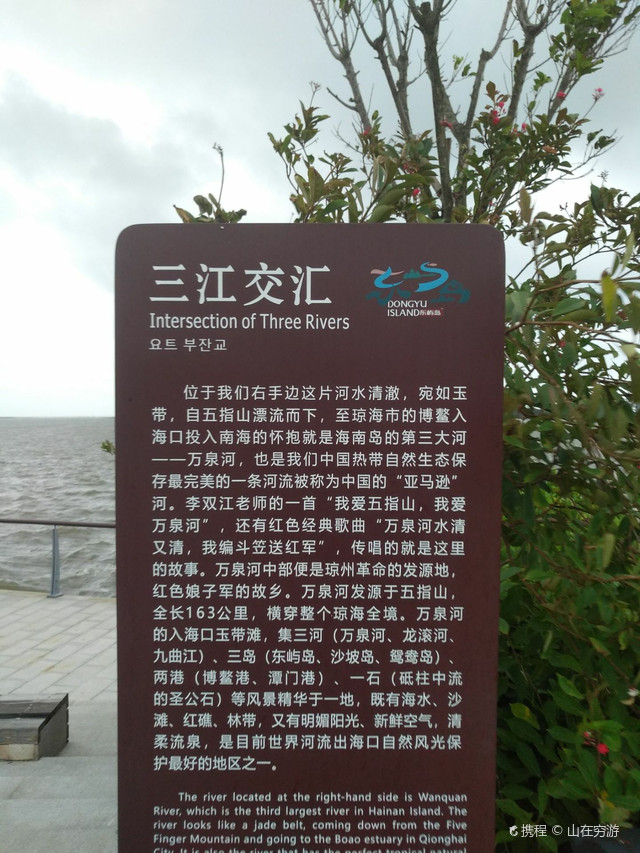 三江交汇
Intersection of Three Rivers
요트 부잔교
DONGYU
ISLAND东屿岛
位于我们右手边这片河水清澈，宛如玉
带，自五指山漂流而下，至琼海市的博鳌入
海口投入南海的怀抱就是海南岛的第三大河
——万泉河，也是我们中国热带自然生态保
存最完美的一条河流被称为中国的“亚马逊”
河。李双江老师的一首“我爱五指山，我爱
万泉河”，还有红色经典歌曲“万泉河水清
又清，我编斗笠送红军”，传唱的就是这里
的故事。万泉河中部便是琼州革命的发源地，
红色娘子军的故乡。万泉河发源于五指山，
全长163公里，横穿整个琼海全境。万泉河
的入海口玉带滩，集三河（万泉河、龙滚河、
九曲江）、三岛（东屿岛、沙坡岛、鸳鸯岛）、
两港（博鳌港、潭门港）、一石（砥柱中流
的圣公石）等风景精华于一地，既有海水、沙
滩、红礁、林带，又有明媚阳光、新鲜空气，清
柔流泉，是目前世界河流出海口自然风光保
护最好的地区之一。
The river located at the right-hand side is Wanquan
River, which is the third largest river in Hainan Island. The
river looks like a jade belt, coming down from the Five
Finger Mountain and going to the Boao estuary in Qionghai
City. It is also the river that has the perfect tropical natural
携程 © 山在穷游